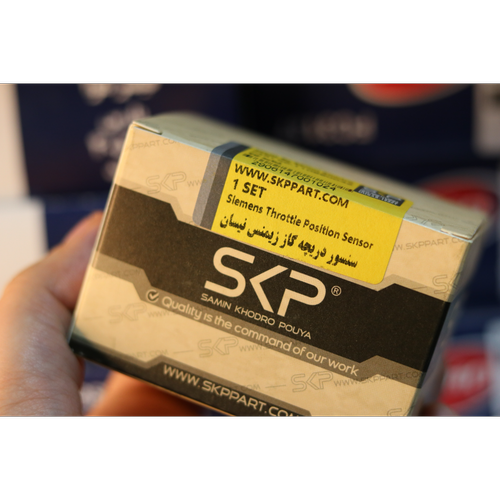 WWW.SKPPART.COM
1 SET
Siemens Throttle Position Sensor
سنسور دریچه گاز زیمنس نیسان
SKP®
SAMIN KHODRO POUYA
Quality is the command of our work
WWW.SKPPART.COM